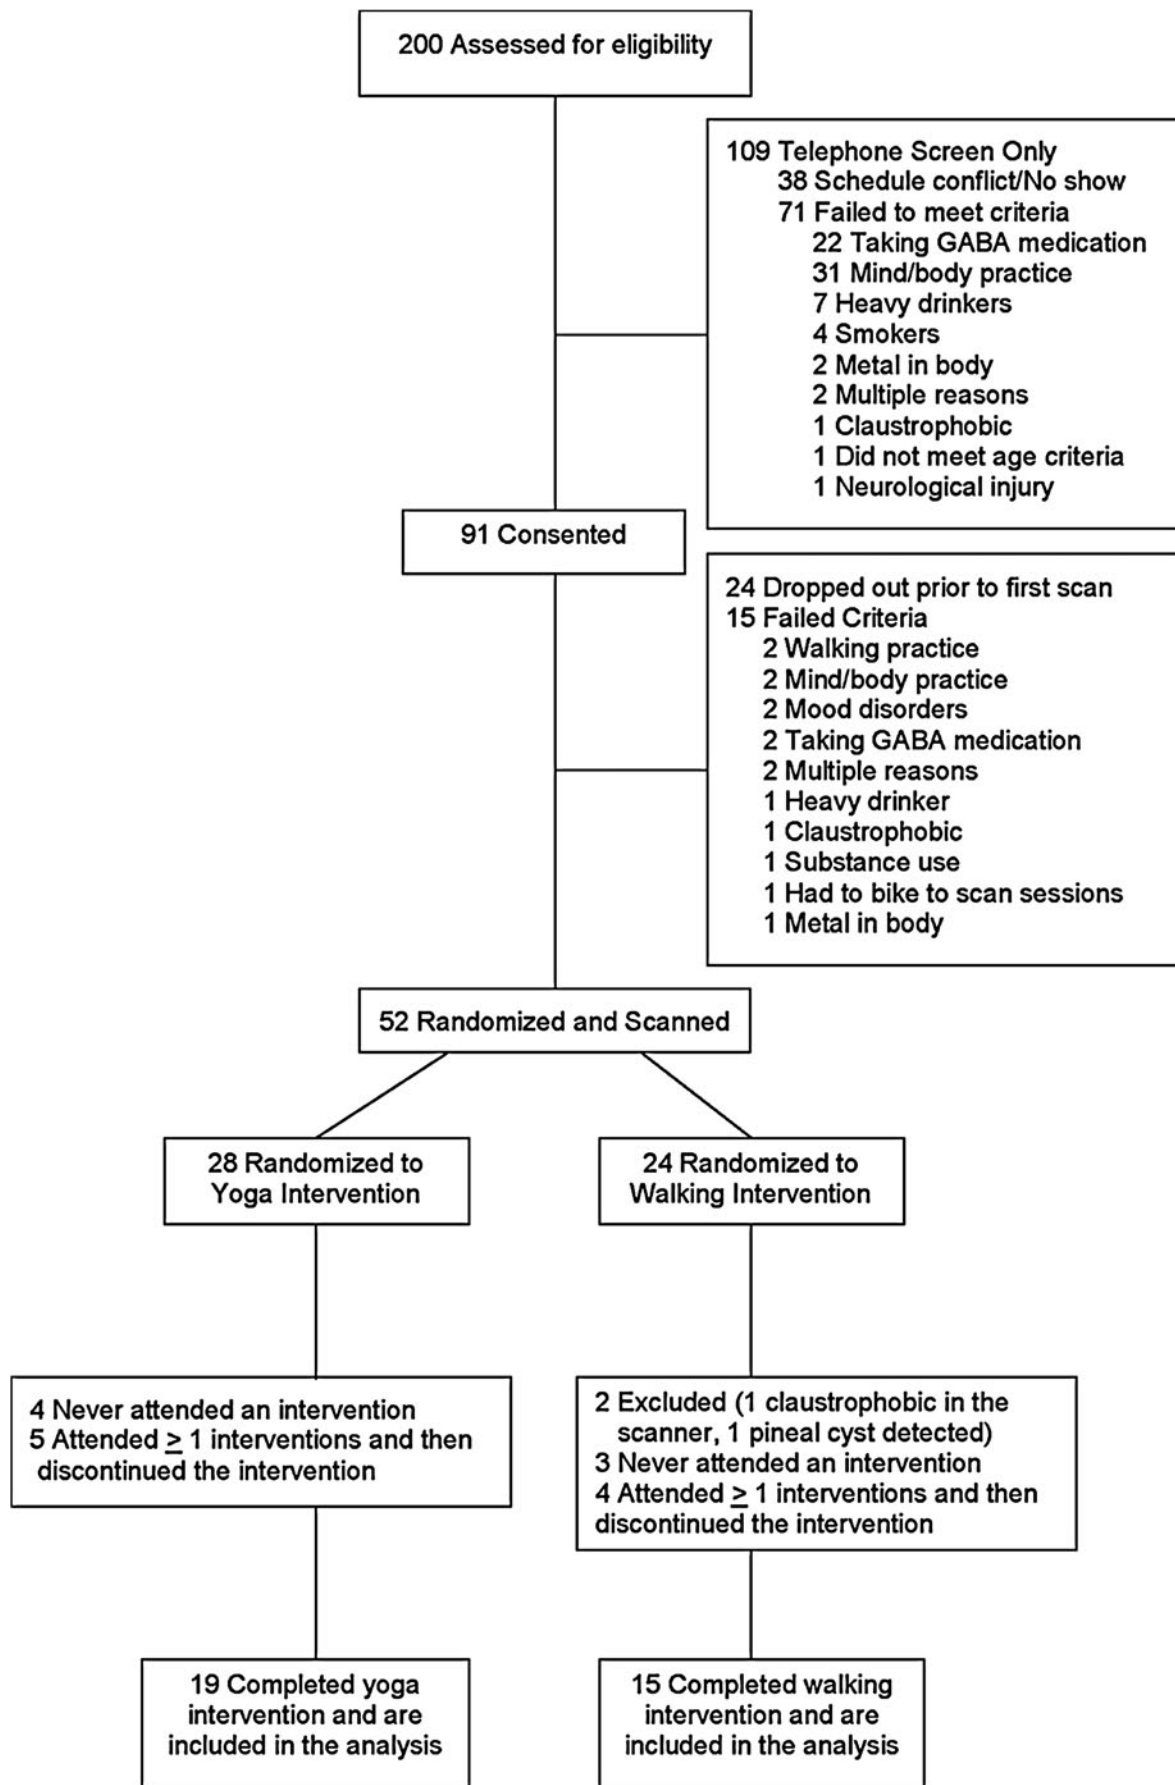 200 Assessed for eligibility
109 Telephone Screen Only
38 Schedule conflict/No show
71 Failed to meet criteria
22 Taking GABA medication
31 Mind/body practice
7 Heavy drinkers
4 Smokers
2 Metal in body
2 Multiple reasons
1 Claustrophobic
1 Did not meet age criteria
1 Neurological injury
91 Consented
24 Dropped out prior to first scan
15 Failed Criteria
2 Walking practice
2 Mind/body practice
2 Mood disorders
2 Taking GABA medication
2 Multiple reasons
1 Heavy drinker
1 Claustrophobic
1 Substance use
1 Had to bike to scan sessions
1 Metal in body
52 Randomized and Scanned
28 Randomized to
Yoga Intervention
24 Randomized to
Walking Intervention
4 Never attended an intervention
5 Attended ≥ 1 interventions and then
discontinued the intervention
2 Excluded (1 claustrophobic in the
scanner, 1 pineal cyst detected)
3 Never attended an intervention
4 Attended ≥ 1 interventions and then
discontinued the intervention
19 Completed yoga
intervention and are
included in the analysis
15 Completed walking
intervention and are
included in the analysis